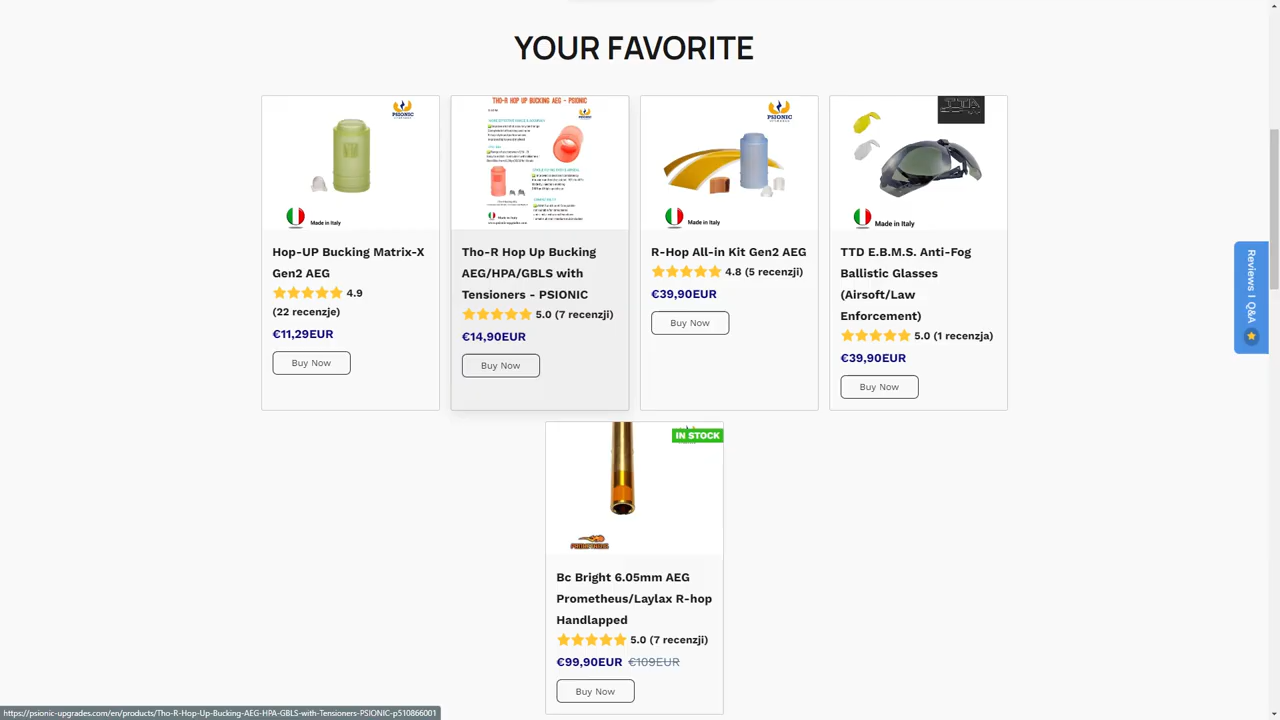 YOUR FAVORITE
PSIONIC
Made in Italy
Hop-UP Bucking Matrix-X
Gen2 AEG
4.9
(22 recenzje)
€11,29EUR
Buy Now
THO-R HOP UP BUCKING AEG - PSIONIC
Made in Italy
Tho-R Hop Up Bucking
AEG/HPA/GBLS with
Tensioners - PSIONIC
5.0 (7 recenzji)
€14,90EUR
Buy Now
PSIONIC
Made in Italy
R-Hop All-in Kit Gen2 AEG
4.8 (5 recenzji)
€39,90EUR
Buy Now
Made in Italy
TTD E.B.M.S. Anti-Fog
Ballistic Glasses
(Airsoft/Law
Enforcement)
5.0 (1 recenzja)
€39,90EUR
Buy Now
Reviews | Q&A
IN STOCK
PROMETHEUS
Bc Bright 6.05mm AEG
Prometheus/Laylax R-hop
Handlapped
5.0 (7 recenzji)
€99,90EUR €109EUR
Buy Now
https://psionic-upgrades.com/en/products/Tho-R-Hop-Up-Bucking-AEG-HPA-GBLS-with-Tensioners-PSIONIC-p510866001